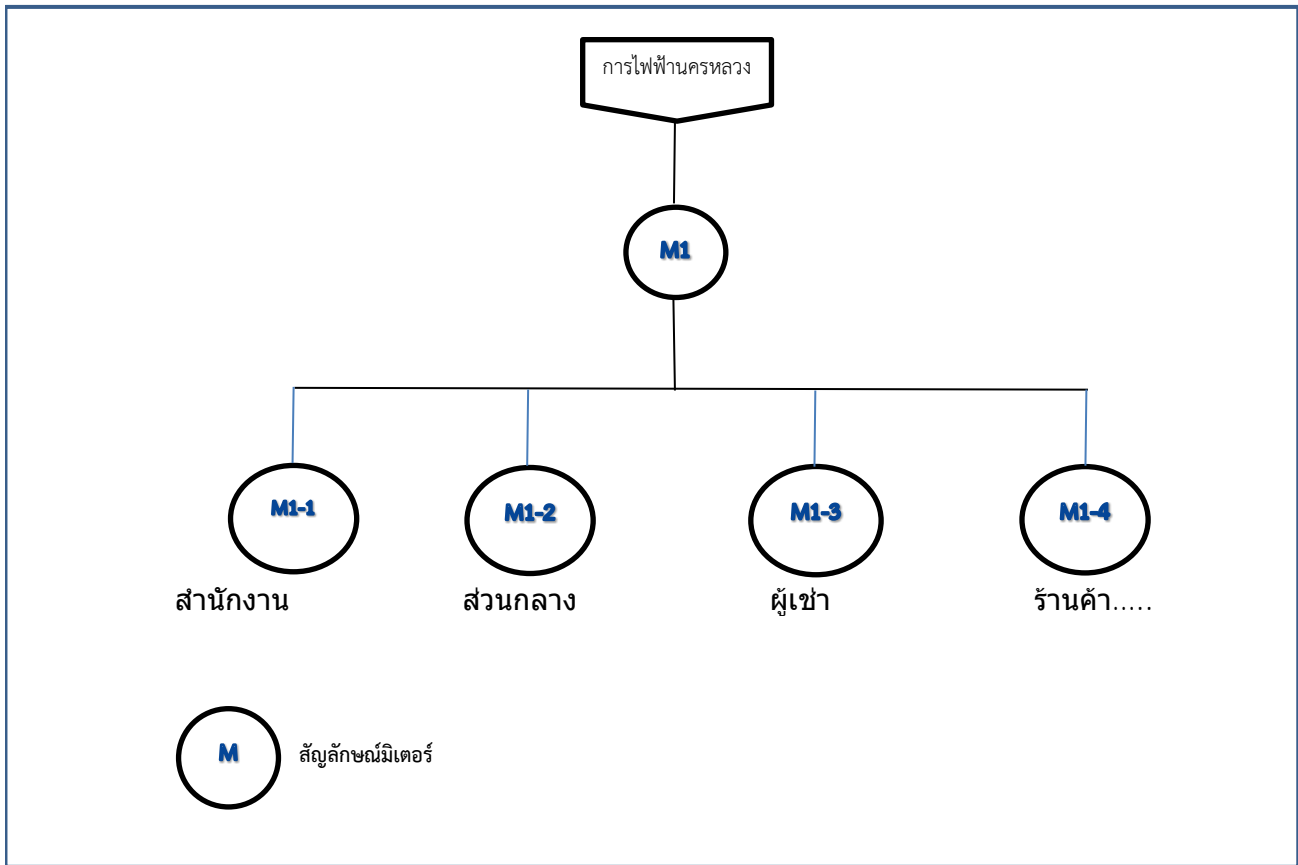 การไฟฟ้านครหลวง
M1
M1-1
M1-2
M1-3
M1-4
สำนักงาน
ส่วนกลาง
ผู้เช่า
ร้านค้า.....
M
สัญลักษณ์มิเตอร์